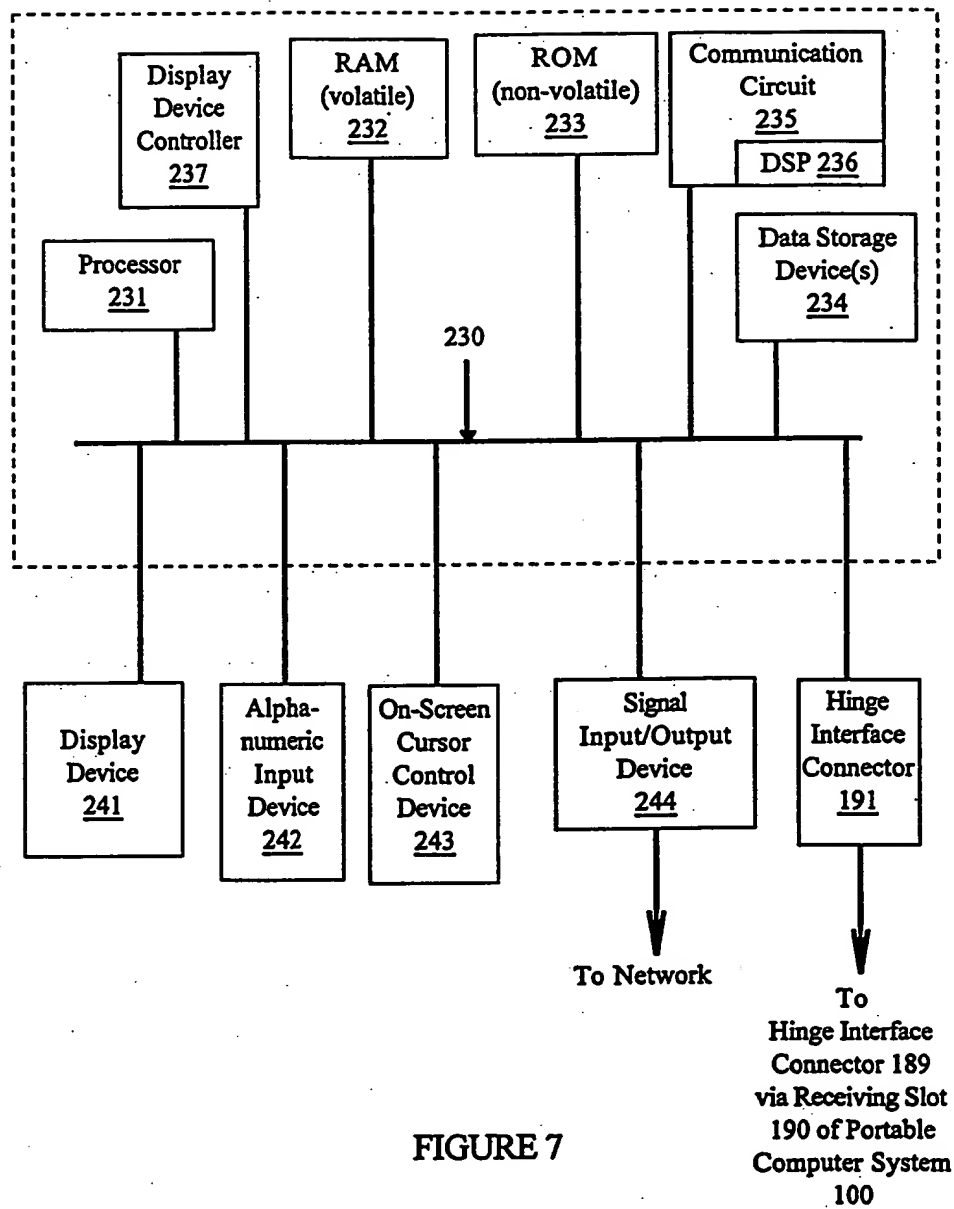 Display
Device
Controller
237
RAM
(volatile)
232
ROM
(non-volatile)
233
Communication
Circuit
235
DSP 236
Processor
231
Data Storage
Device(s)
234
230
Display
Device
241
Alpha-
numeric
Input
Device
242
On-Screen
Cursor
Control
Device
243
Signal
Input/Output
Device
244
Hinge
Interface
Connector
191
To Network
To
Hinge Interface
Connector 189
via Receiving Slot
190 of Portable
Computer System
100
FIGURE 7